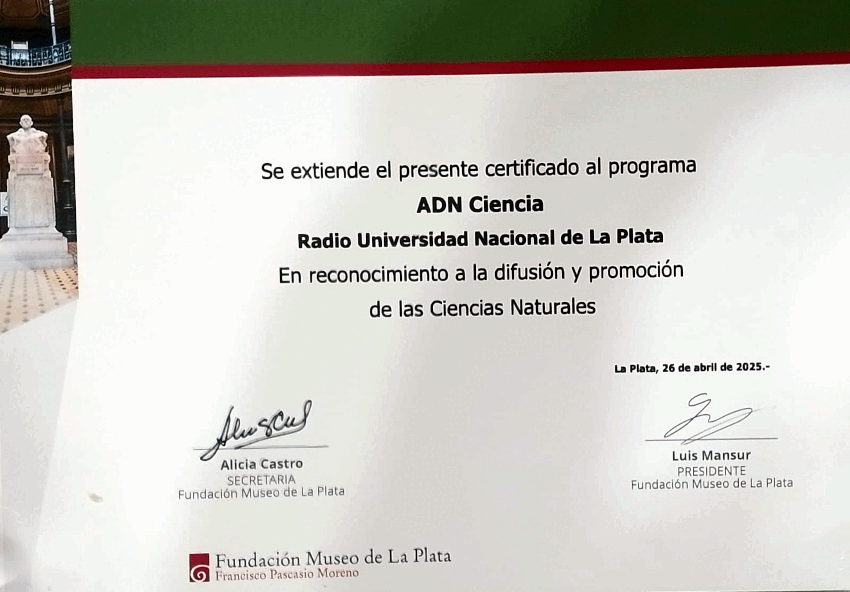 Se extiende el presente certificado al programa
ADN Ciencia
Radio Universidad Nacional de La Plata
En reconocimiento a la difusión y promoción
de las Ciencias Naturales
La Plata, 26 de abril de 2025.-
Alicia Castro
SECRETARIA
Fundación Museo de La Plata
Luis Mansur
PRESIDENTE
Fundación Museo de La Plata
Fundación Museo de La Plata
Francisco Pascasio Moreno